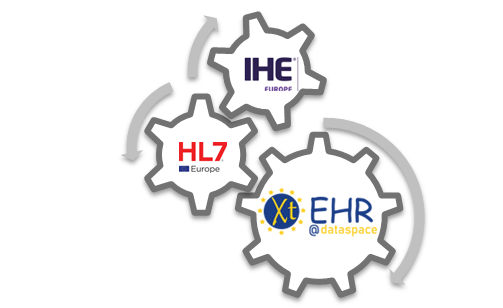 IHE
EUROPE
HL7
Europe
Xt EHR
@dataspace